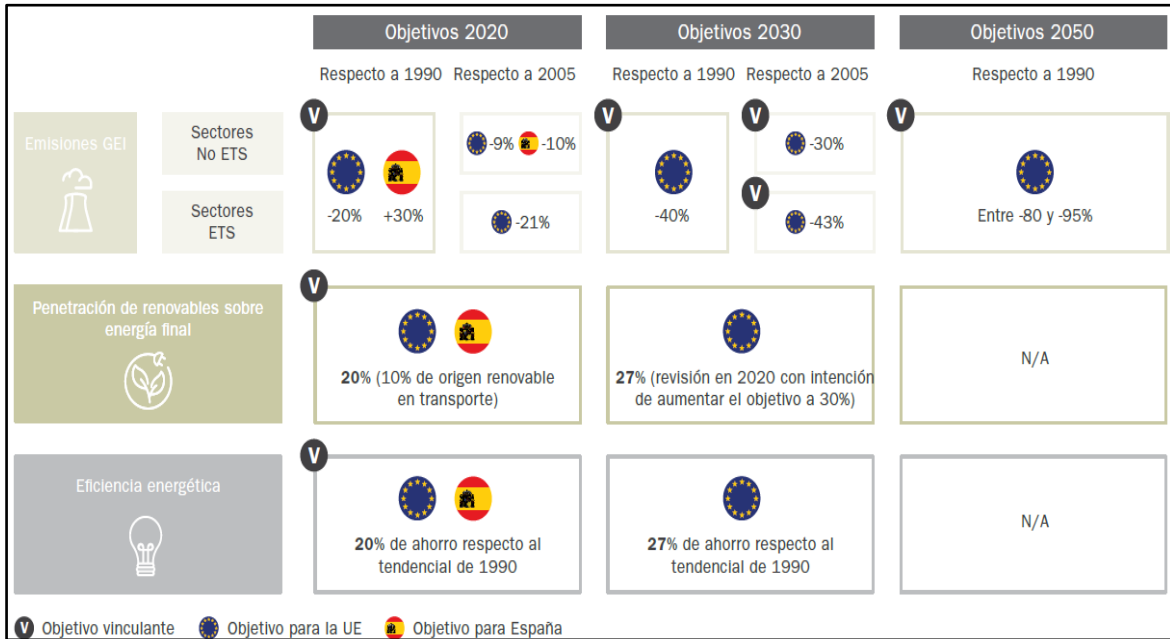 Objetivos 2020
Objetivos 2030
Objetivos 2050
Respecto a 1990
Respecto a 2005
Respecto a 1990
Respecto a 2005
Respecto a 1990
Emisiones GEI
Sectores
No ETS
Sectores
ETS
V
-20%
+30%
-9%
-10%
-21%
V
-40%
V
-30%
V
-43%
V
Entre -80 y -95%
Penetración de renovables sobre
energía final
V
20% (10% de origen renovable
en transporte)
27% (revisión en 2020 con intención
de aumentar el objetivo a 30%)
N/A
Eficiencia energética
V
20% de ahorro respecto al
tendencial de 1990
27% de ahorro respecto al
tendencial de 1990
N/A
V Objetivo vinculante
Objetivo para la UE
Objetivo para España